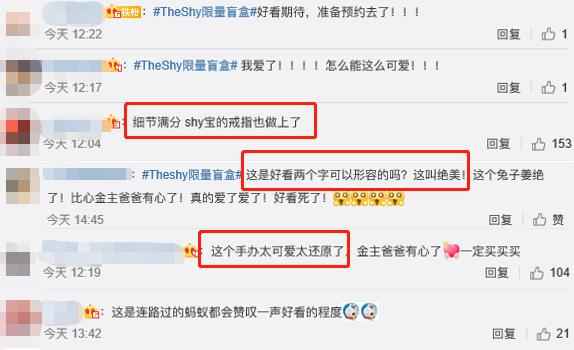 铁粉：#TheShy限量盲盒#好看期待，准备预约去了！！！
今天 12:22 回复 1
：#TheShy限量盲盒# 我爱了！！！！怎么能这么可爱！！！
今天 12:17 回复 1
：细节满分 shy宝的戒指也做上了
今天 12:19 回复 153
：#Theshy限量盲盒#这是好看两个字可以形容的吗？这叫绝美！这个兔子姜绝
了！比心金主爸爸有心了！真的爱了爱了！好看死了！
今天 14:45 回复 赞
：这个手办太可爱太还原了，金主爸爸有心了 一定买买买
今天 12:19 回复 104
：这是连路过的蚂蚁都会赞叹一声好看的程度
今天 13:42 回复 21